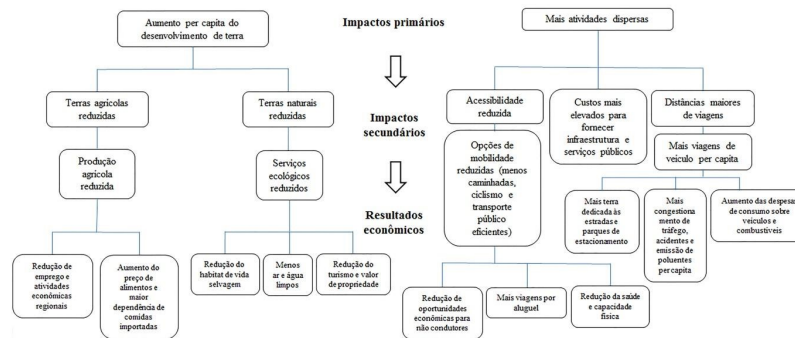 Aumento per capita do
desenvolvimento de terra
Impactos primários
Mais atividades dispersas
Terras agrícolas
reduzidas
Terras naturais
reduzidas
Impactos
secundários
Acessibilidade
reduzida
Custos mais
elevados para
fornecer
infraestrutura e
serviços públicos
Distâncias maiores
de viagens
Produção
agrícola
reduzida
Serviços
ecológicos
reduzidos
Opções de
mobilidade
reduzidas (menos
caminhadas,
ciclismo e
transporte
público
eficientes)
Mais viagens de
veiculo per capita
Resultados
econômicos
Mais terra
dedicada às
estradas e
parques de
estacionamento
Mais
congestiona
mento de
tráfego,
acidentes e
emissão de
poluentes
per capita
Aumento das despesas
de consumo sobre
veículos e
combustíveis
Redução de
emprego e
atividades
económicas
regionais
Aumento do
preço de
alimentos e
maior
dependência de
comidas
importadas
Redução do
habitat de vida
selvagem
Menos
ar e água
limpos
Redução do
turismo e valor
de propriedade
Redução de
oportunidades
econômicas para
não condutores
Mais viagens por
aluguel
Redução da saúde
e capacidade
física